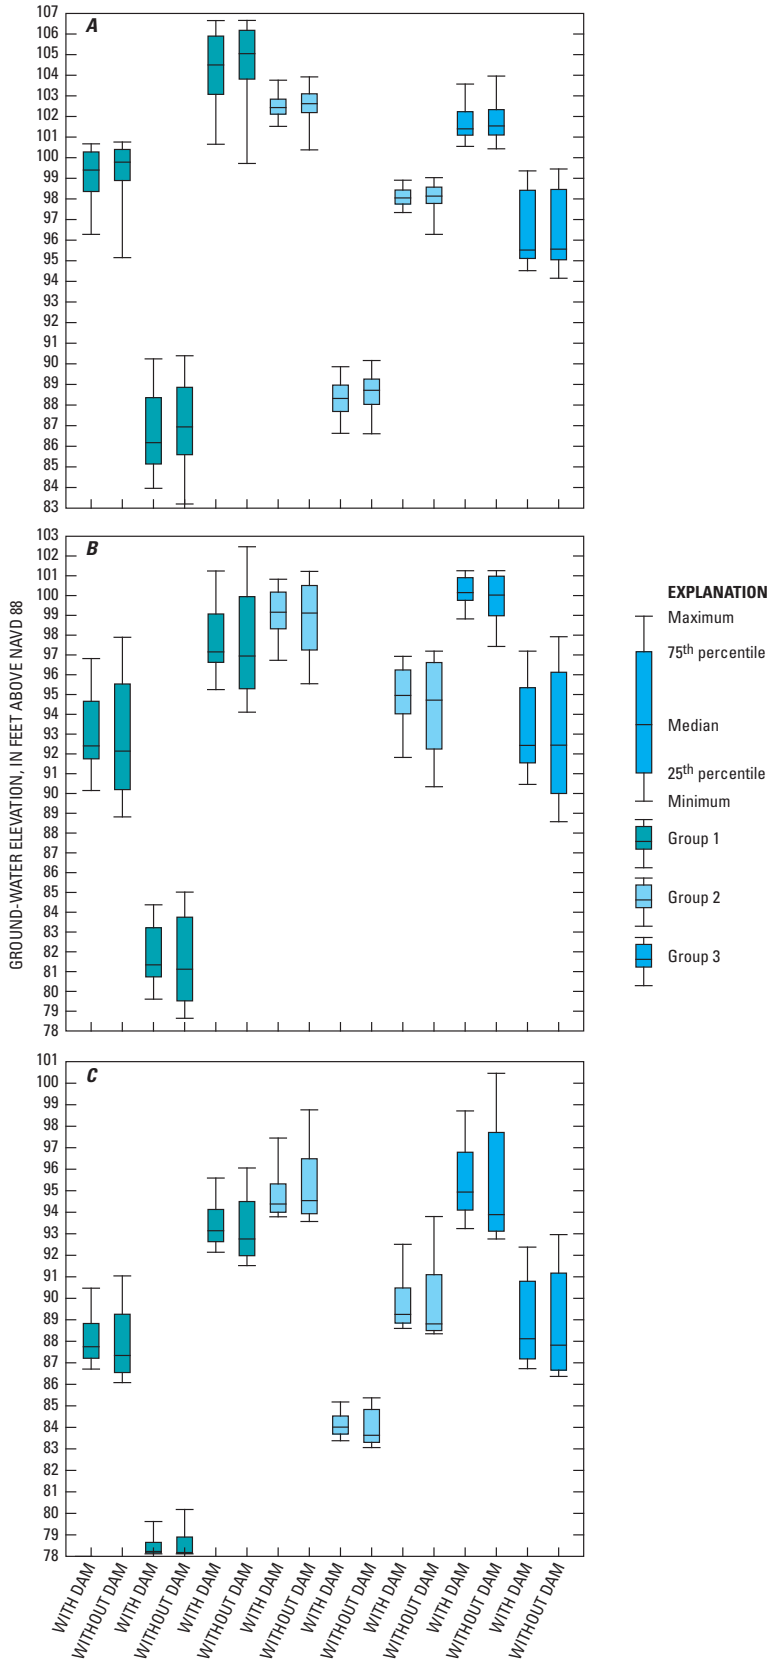 A
107
106
105
104
103
102
101
100
99
98
97
96
95
94
93
92
91
90
89
88
87
86
85
84
83
B
103
102
101
100
99
98
97
96
95
94
93
92
91
90
89
88
87
86
85
84
83
82
81
80
79
78
C
101
100
99
98
97
96
95
94
93
92
91
90
89
88
87
86
85
84
83
82
81
80
79
78
GROUND-WATER ELEVATION, IN FEET ABOVE NAVD 88
WITH DAM
WITHOUT DAM
WITH DAM
WITHOUT DAM
WITH DAM
WITHOUT DAM
WITH DAM
WITHOUT DAM
WITH DAM
WITHOUT DAM
WITH DAM
WITHOUT DAM
WITH DAM
WITHOUT DAM
WITH DAM
WITHOUT DAM
EXPLANATION
Maximum
75th percentile
Median
25th percentile
Minimum
Group 1
Group 2
Group 3